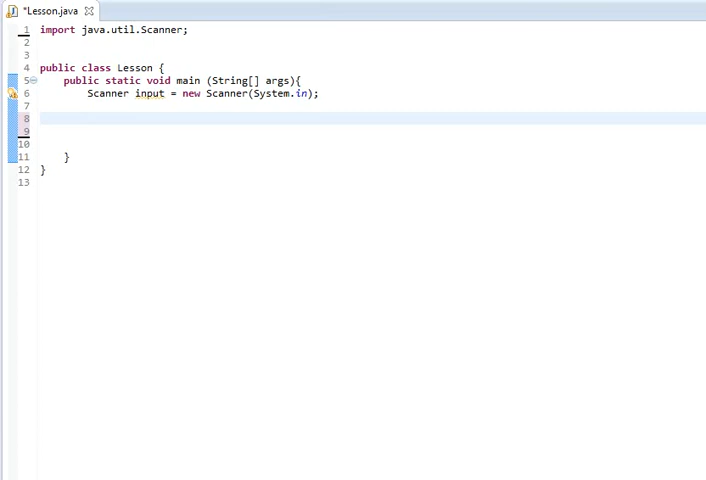 *Lesson.java
1 import java.util.Scanner;
2
3
4 public class Lesson {
5 public static void main (String[] args){
6 Scanner input = new Scanner(System.in);
7
8
9
10
11 }
12 }
13